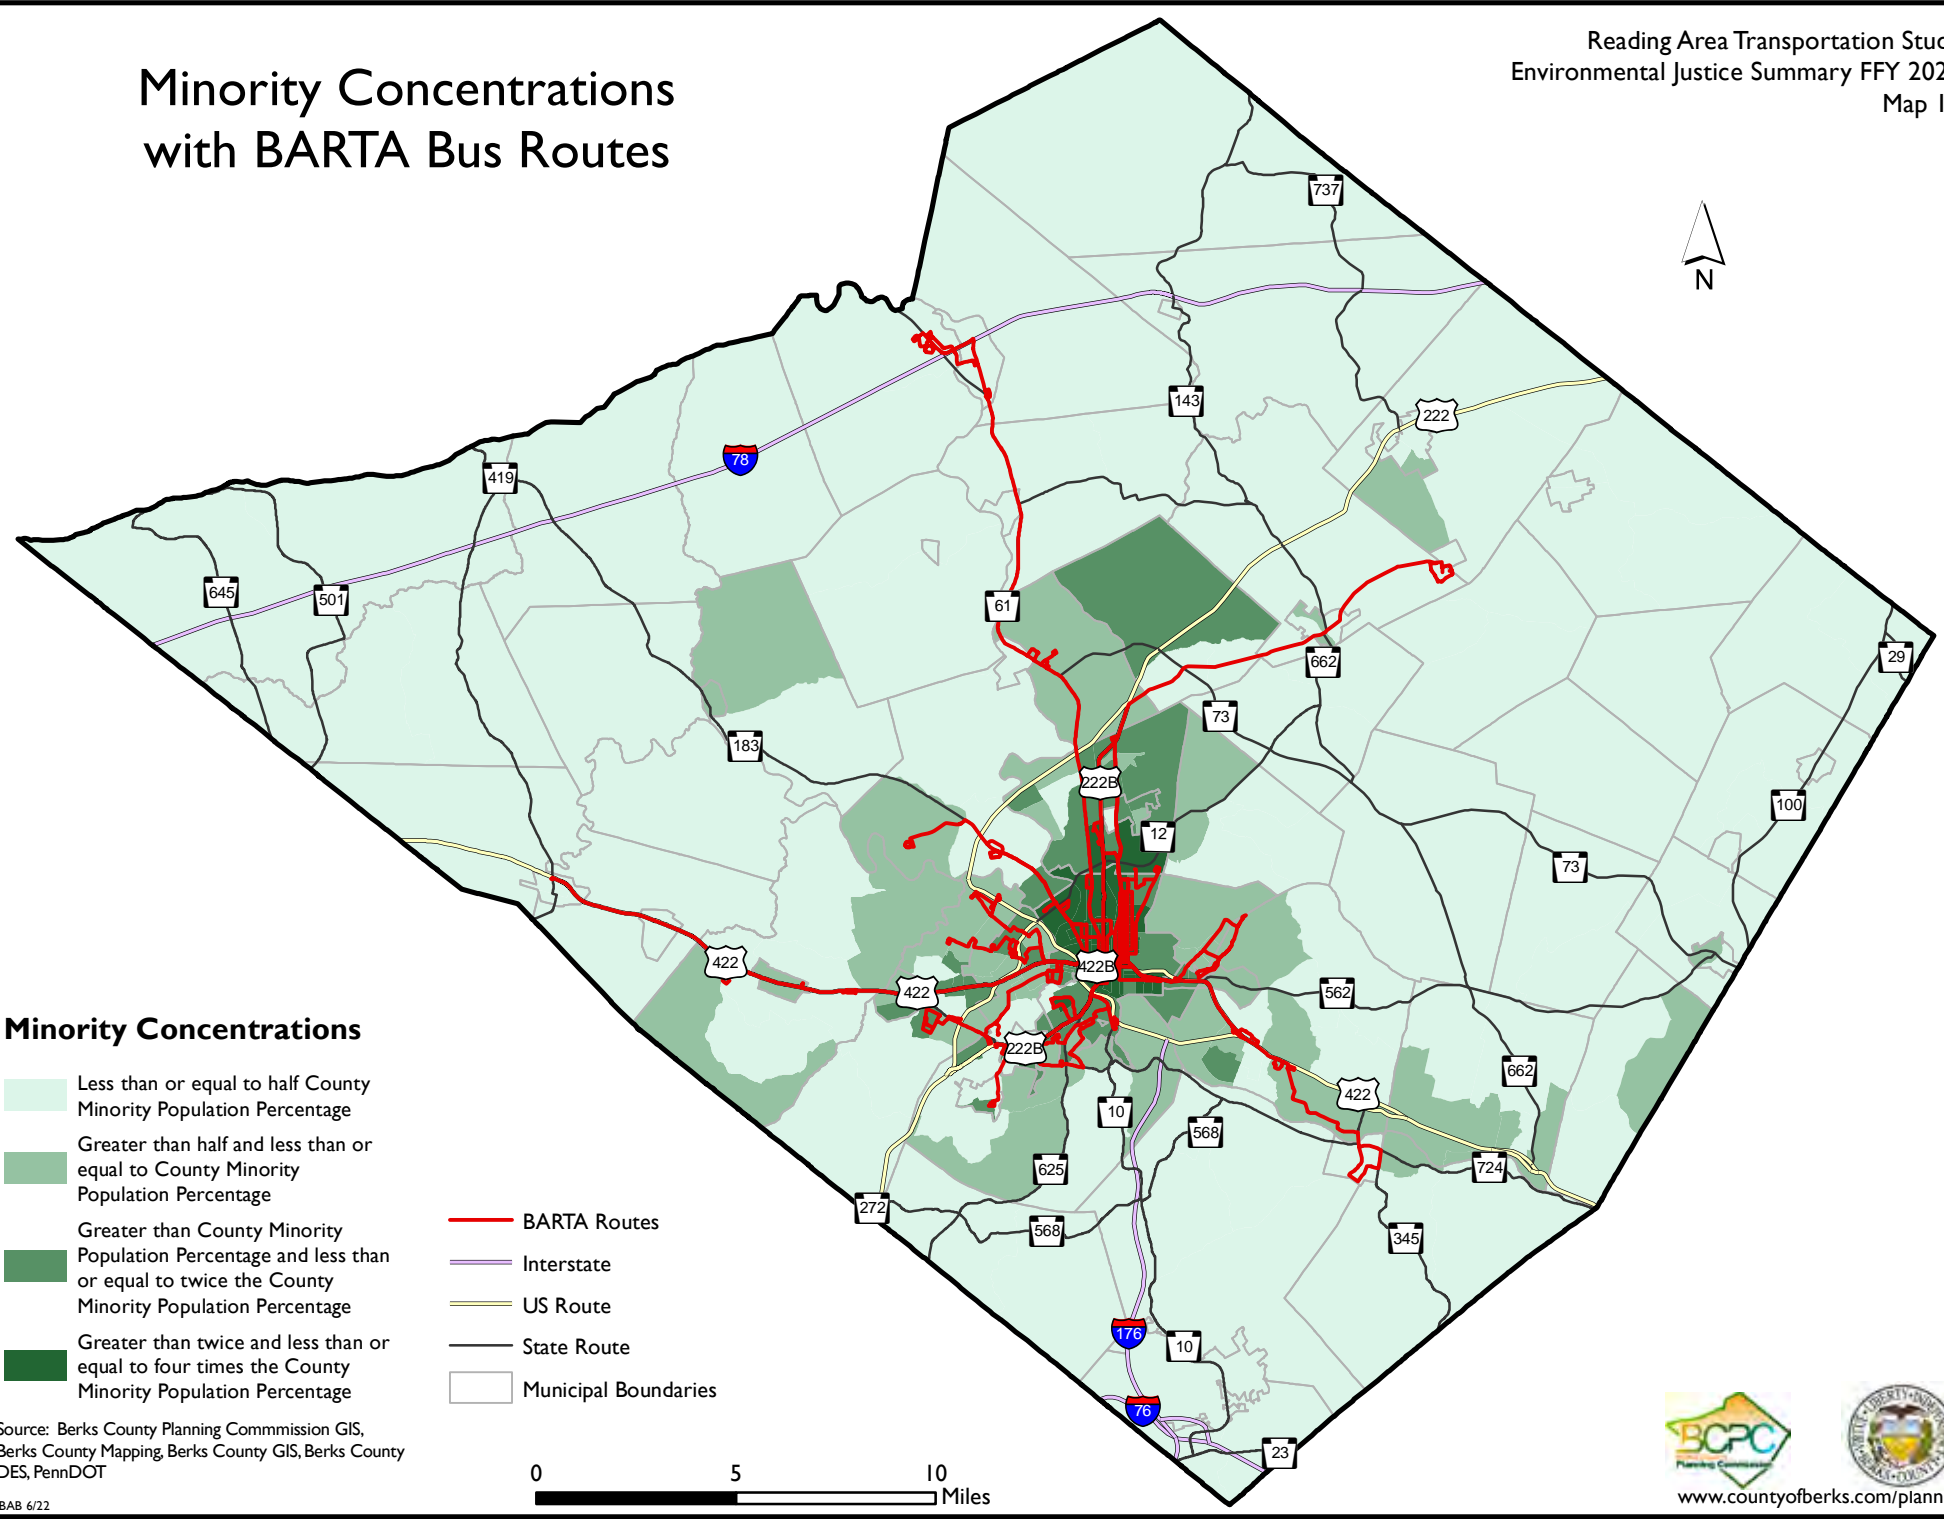 Minority Concentrations
with BARTA Bus Routes
Reading Area Transportation Stud
Environmental Justice Summary FFY 202
Map 1
N
737
143
222
78
419
645
501
61
662
29
73
183
222B
100
12
73
422
422B
422
562
222B
662
422
10
568
625
724
272
568
345
176
10
76
23
Minority Concentrations
Less than or equal to half County
Minority Population Percentage
Greater than half and less than or
equal to County Minority
Population Percentage
Greater than County Minority
Population Percentage and less than
or equal to twice the County
Minority Population Percentage
Greater than twice and less than or
equal to four times the County
Minority Population Percentage
BARTA Routes
Interstate
US Route
State Route
Municipal Boundaries
Source: Berks County Planning Commmission GIS,
Berks County Mapping, Berks County GIS, Berks County
DES, PennDOT
BAB 6/22
0 5 10
Miles
BCPC
Planning Commission
www.countyofberks.com/plann